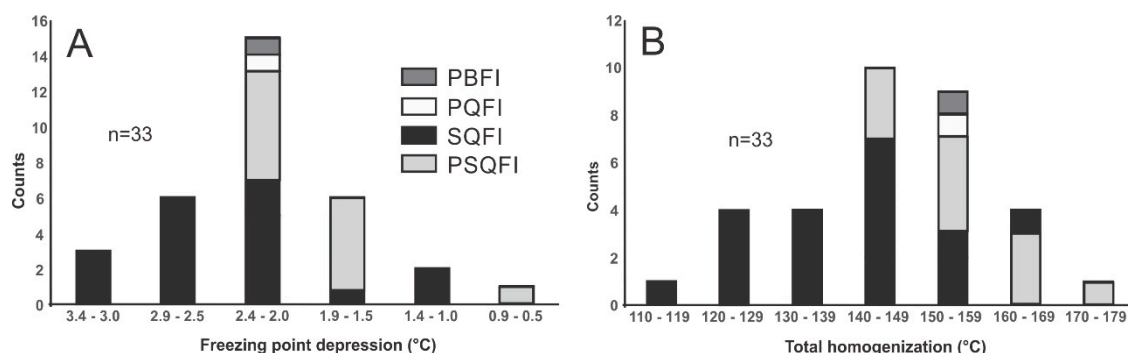 A
16
14
12
10
8
6
4
2
0
Counts
n=33
PBFI
PQFI
SQFI
PSQFI
3.4 - 3.0 2.9 - 2.5 2.4 - 2.0 1.9 - 1.5 1.4 - 1.0 0.9 - 0.5
Freezing point depression (°C)
B
12
10
8
6
4
2
0
Counts
n=33
110 - 119 120 - 129 130 - 139 140 - 149 150 - 159 160 - 169 170 - 179
Total homogenization (°C)